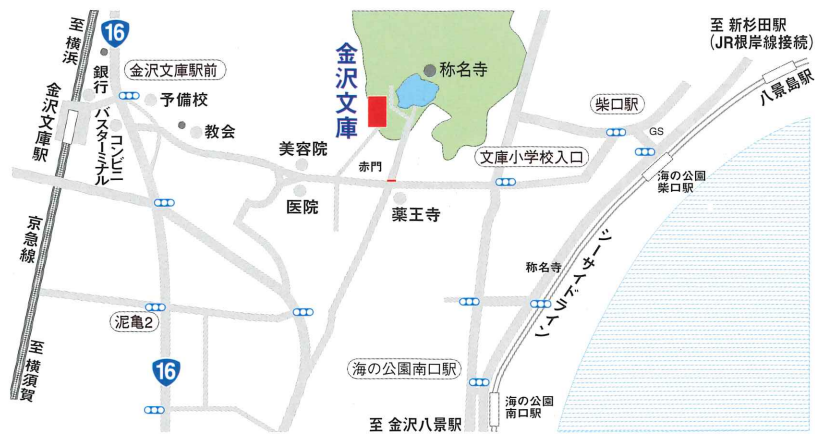 至 横浜
16
銀行
金沢文庫駅前
予備校
教会
金沢文庫駅
バスターミナル
コンビニ
京急線
至 横須賀
金沢文庫
称名寺
美容院
医院
赤門
薬王寺
文庫小学校入口
柴口駅
GS
至 新杉田駅
(JR根岸線接続)
八景島駅
海の公園
柴口駅
シーサイドライン
称名寺
泥亀2
16
海の公園南口駅
海の公園
南口駅
至 金沢八景駅